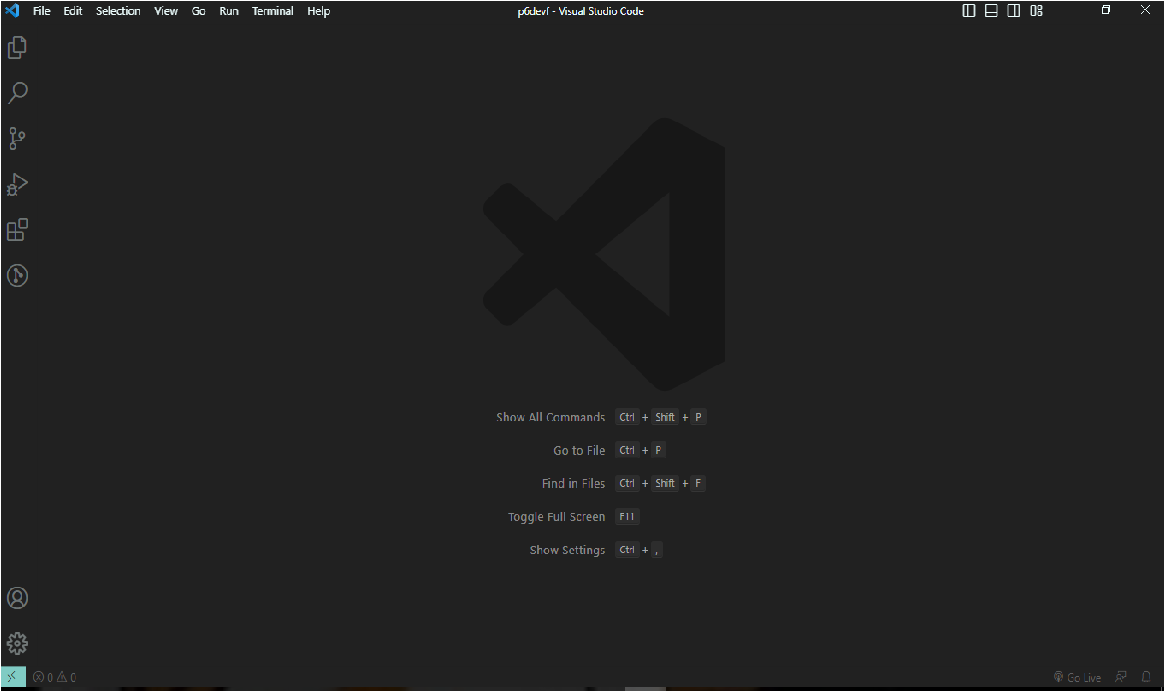 File Edit Selection View Go Run Terminal Help p6devf - Visual Studio Code
Show All Commands Ctrl + Shift + P
Go to File Ctrl + P
Find in Files Ctrl + Shift + F
Toggle Full Screen F11
Show Settings Ctrl + ,
0 0 Go Live